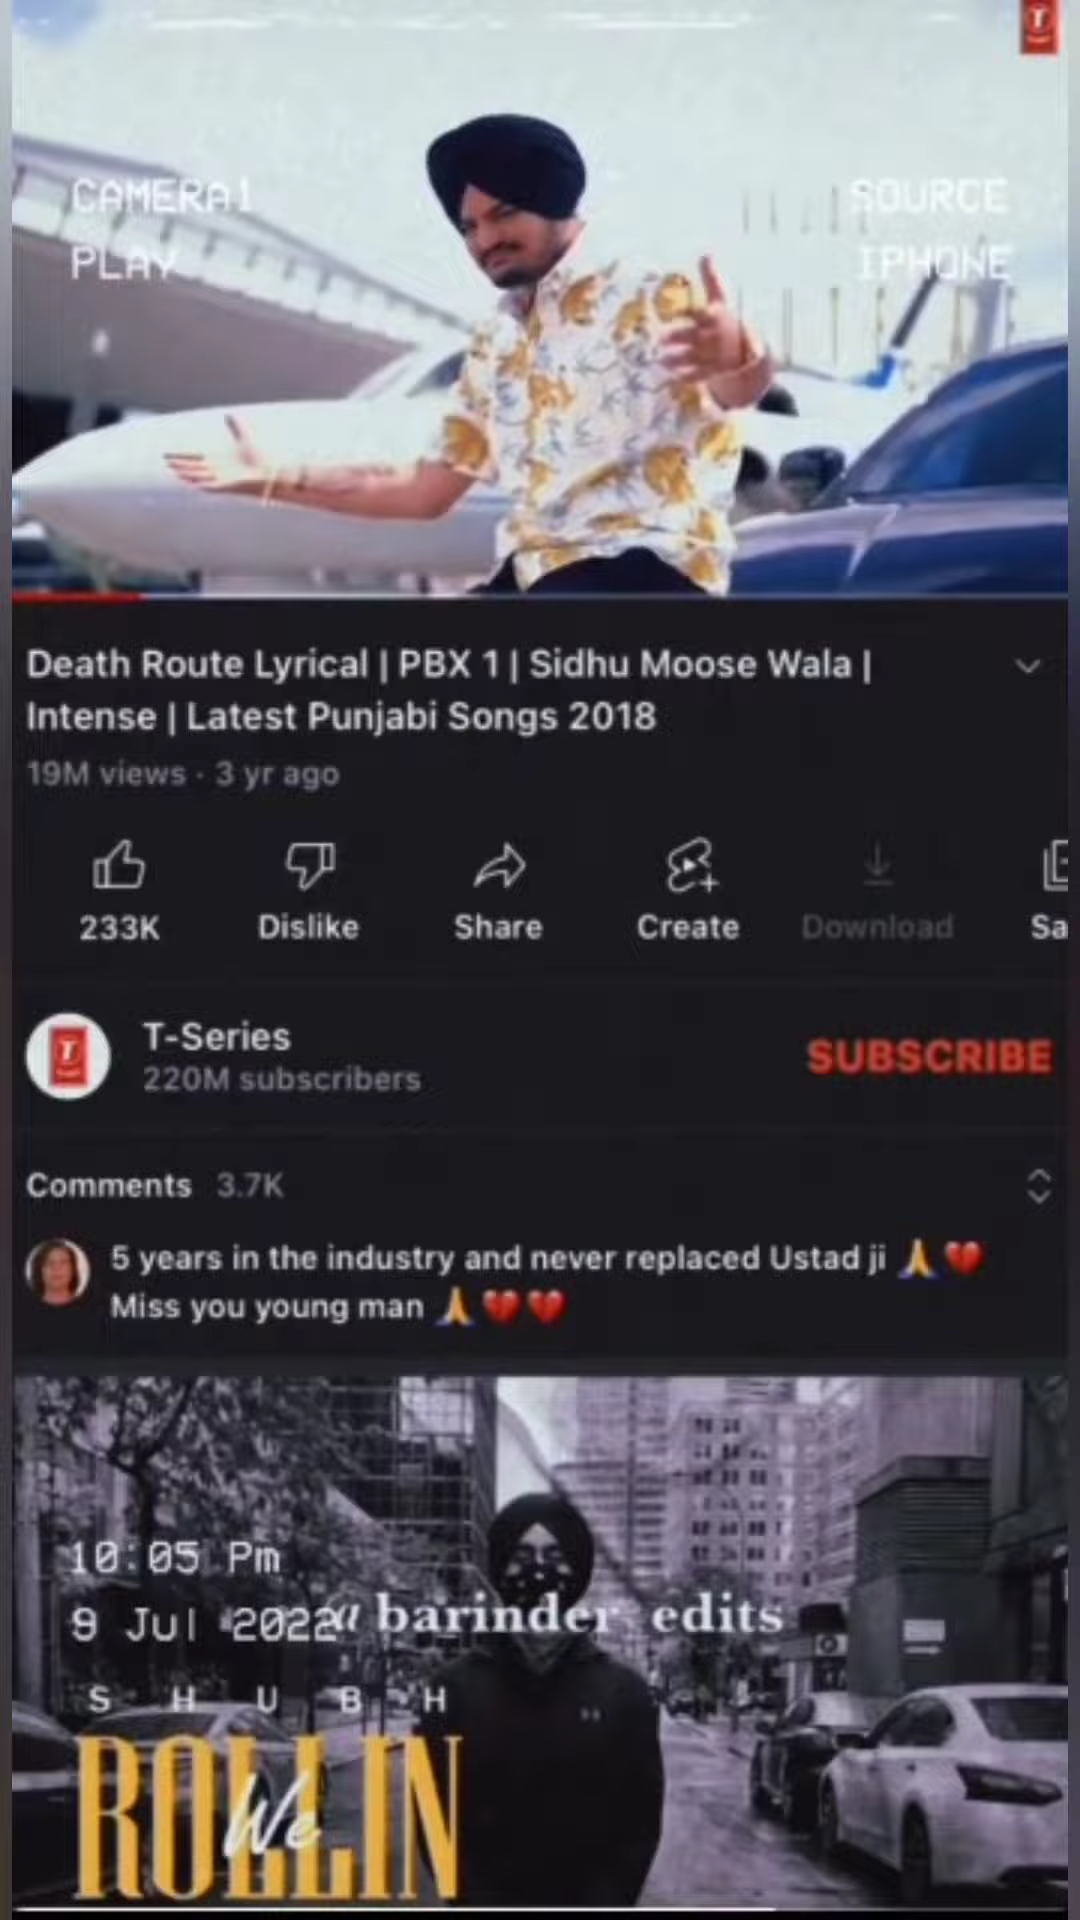 T
CAMERA1
SOURCE
PLAY
IPHONE
Death Route Lyrical | PBX 1 | Sidhu Moose Wala |
Intense | Latest Punjabi Songs 2018
19M views · 3 yr ago
233K
Dislike
Share
Create
Download
Sa
T
T-Series
220M subscribers
SUBSCRIBE
Comments 3.7K
5 years in the industry and never replaced Ustad ji 🙏💔
Miss you young man 🙏💔💔
10:05 Pm
9 Jul 2022
a barinder edits
SHUBH
ROLLIN
We